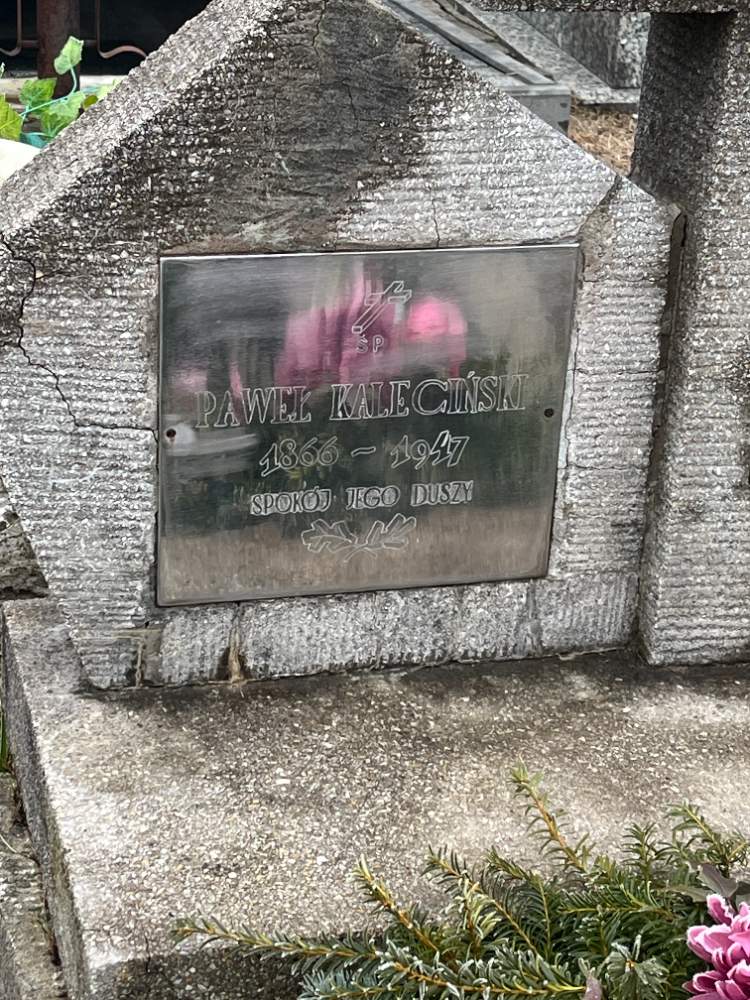 ŚP
PAWEŁ KALECIŃSKI
1866 ~ 1947
SPOKÓJ JEGO DUSZY